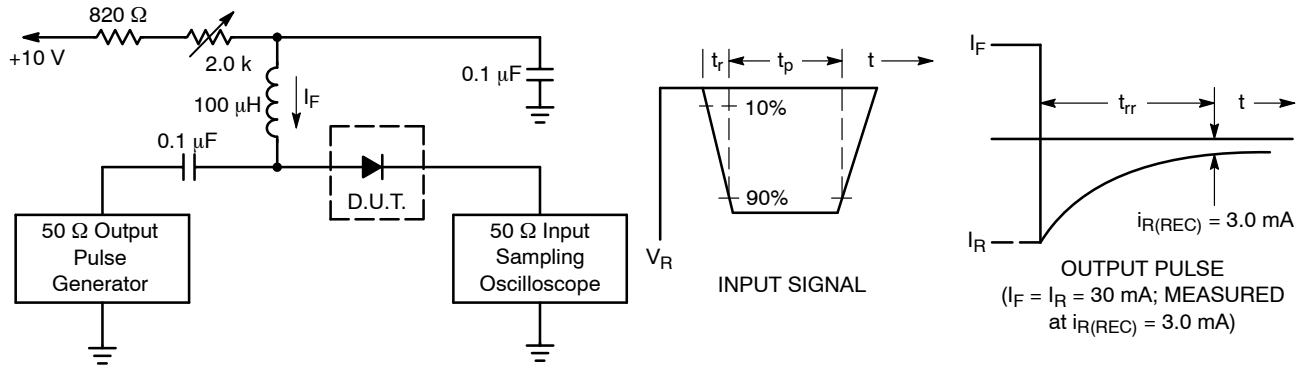 820 Ω
+10 V
2.0 k
100 μH
I_F
0.1 μF
0.1 μF
D.U.T.
50 Ω Output
Pulse
Generator
50 Ω Input
Sampling
Oscilloscope
t_r
t_p
t
10%
90%
V_R
INPUT SIGNAL
I_F
t_rr
t
I_R
i_R(REC) = 3.0 mA
OUTPUT PULSE
(I_F = I_R = 30 mA; MEASURED
at i_R(REC) = 3.0 mA)